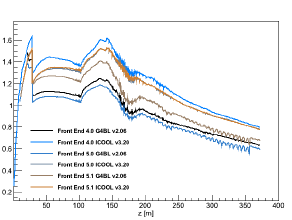 1.6
1.4
1.2
1
0.8
0.6
0.4
0.2
Front End 4.0 G4BL v2.06
Front End 4.0 ICOOL v3.20
Front End 5.0 G4BL v2.06
Front End 5.0 ICOOL v3.20
Front End 5.1 G4BL v2.06
Front End 5.1 ICOOL v3.20
50 100 150 200 250 300 350 400
z [m]